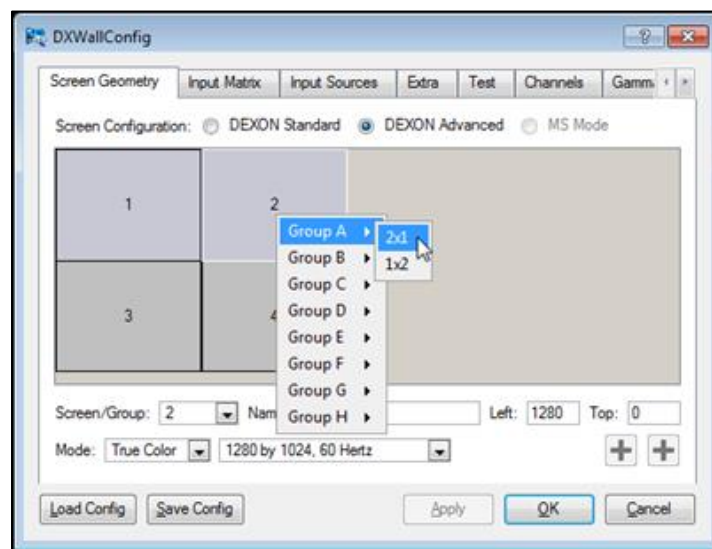 DXWallConfig
Screen Geometry Input Matrix Input Sources Extra Test Channels
Screen Configuration: DEXON Standard DEXON Advanced MS Mode
1 2
Group A 2x1
Group B 1x2
Group C
3 4 Group D
Group E
Group F
Group G
Group H
Screen/Group: 2 Left: 1280 Top: 0
Mode: True Color 1280 by 1024, 60 Hertz
Load Config Save Config Apply OK Cancel